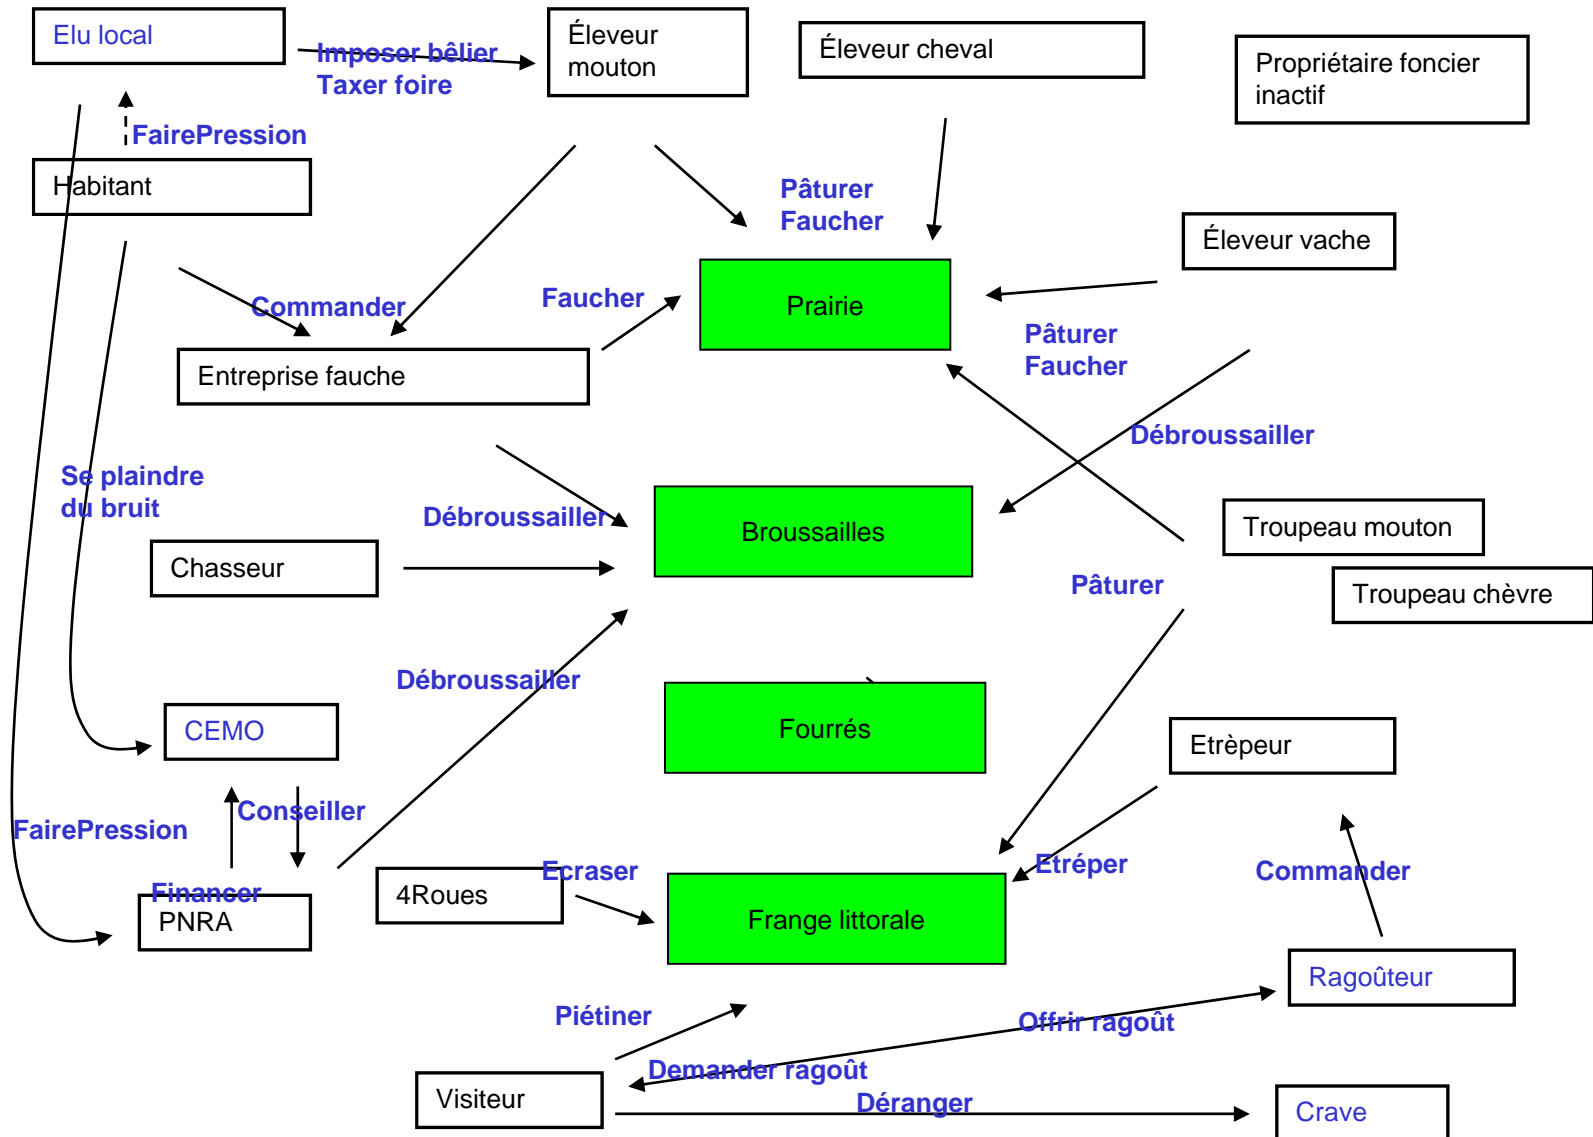 Elu local
Imposer bêlier
Taxer foire
Éleveur
mouton
Éleveur cheval
Propriétaire foncier
inactif
FairePression
Habitant
Pâturer
Faucher
Éleveur vache
Commander
Faucher
Prairie
Pâturer
Faucher
Entreprise fauche
Débroussailler
Se plaindre
du bruit
Débroussailler
Broussailles
Troupeau mouton
Chasseur
Pâturer
Troupeau chèvre
Débroussailler
CEMO
Fourrés
Etrèpeur
Conseiller
FairePression
Financer
PNRA
4Roues
Ecraser
Frange littorale
Etréper
Commander
Ragoûteur
Piétiner
Offrir ragoût
Demander ragoût
Visiteur
Déranger
Crave